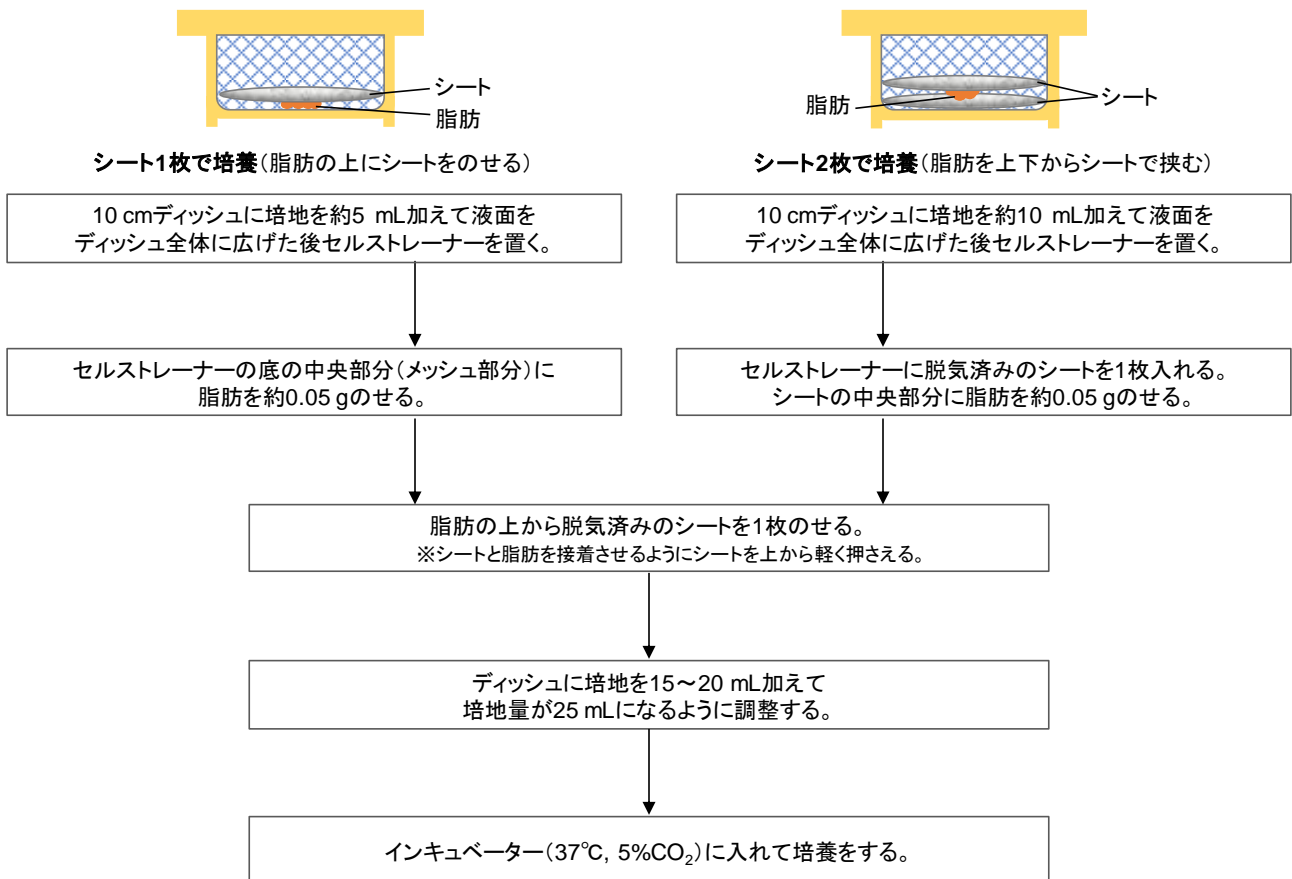 シート
脂肪
脂肪
シート
シート1枚で培養（脂肪の上にシートをのせる）
シート2枚で培養（脂肪を上下からシートで挟む）
10 cmディッシュに培地を約5 mL加えて液面を
ディッシュ全体に広げた後セルストレーナーを置く。
10 cmディッシュに培地を約10 mL加えて液面を
ディッシュ全体に広げた後セルストレーナーを置く。
セルストレーナーの底の中央部分（メッシュ部分）に
脂肪を約0.05 gのせる。
セルストレーナーに脱気済みのシートを1枚入れる。
シートの中央部分に脂肪を約0.05 gのせる。
脂肪の上から脱気済みのシートを1枚のせる。
※シートと脂肪を接着させるようにシートを上から軽く押さえる。
ディッシュに培地を15～20 mL加えて
培地量が25 mLになるように調整する。
インキュベーター（37℃, 5%CO₂）に入れて培養をする。